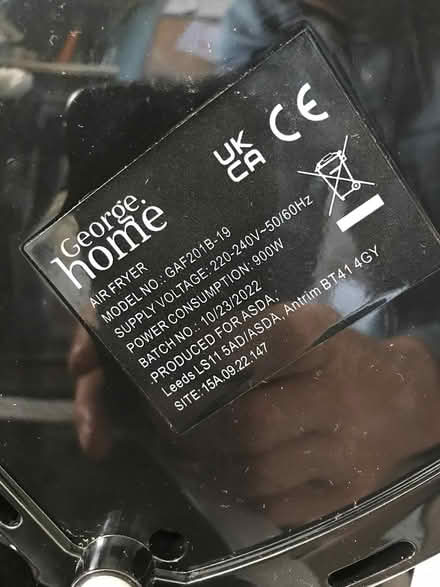 George.
home
UK
CA
CE
AIR FRYER
MODEL NO.: GAF201B-19
SUPPLY VOLTAGE: 220-240V~50/60Hz
POWER CONSUMPTION: 900W
BATCH NO.: 10/23/2022
PRODUCED FOR ASDA,
Leeds LS11 5AD/ASDA, Antrim BT41 4GY
SITE: 15A.09.22.147